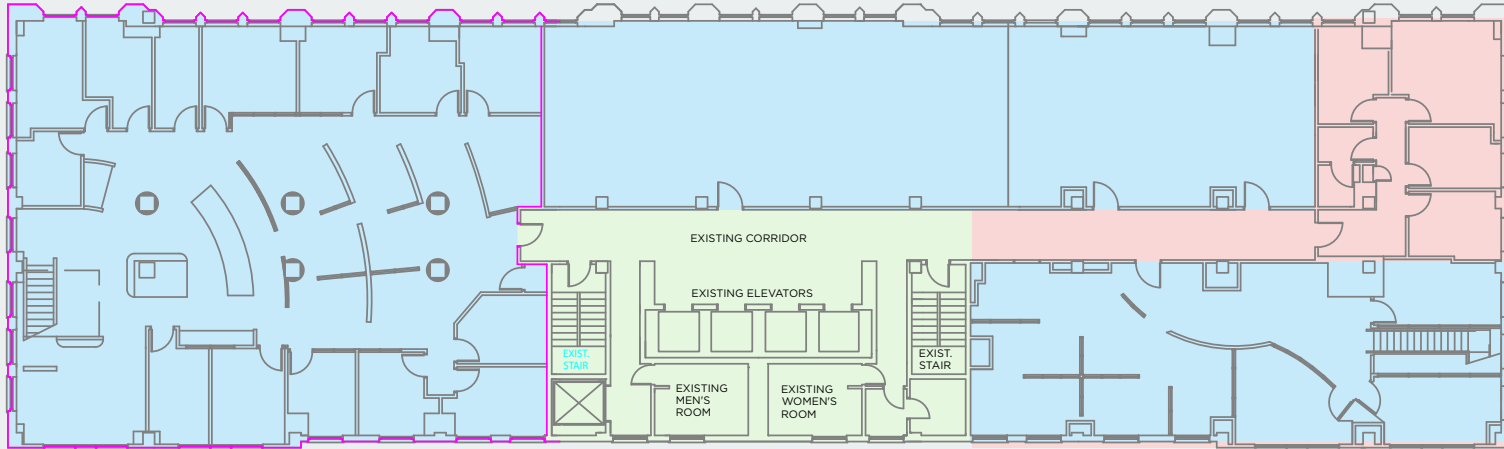 EXISTING CORRIDOR
EXISTING ELEVATORS
EXIST.
STAIR
EXIST.
STAIR
EXISTING
MEN'S
ROOM
EXISTING
WOMEN'S
ROOM